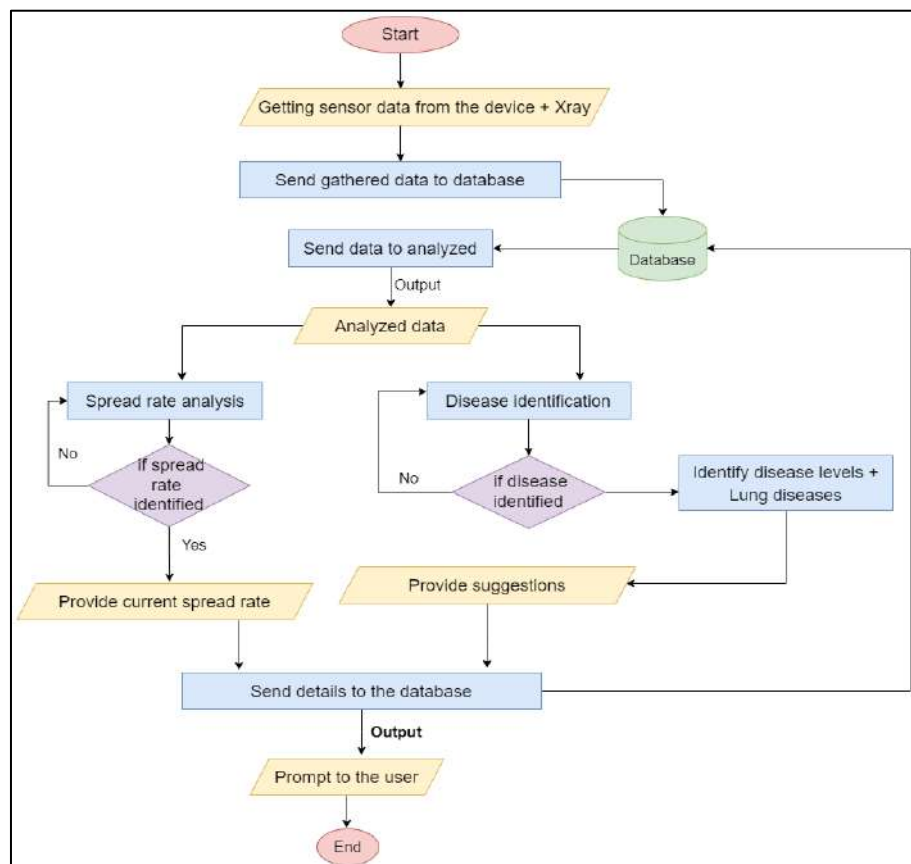 Start
Getting sensor data from the device + Xray
Send gathered data to database
Send data to analyzed
Database
Output
Analyzed data
Spread rate analysis
Disease identification
No
If spread
rate
identified
No
if disease
identified
Identify disease levels +
Lung diseases
Yes
Provide current spread rate
Provide suggestions
Send details to the database
Output
Prompt to the user
End